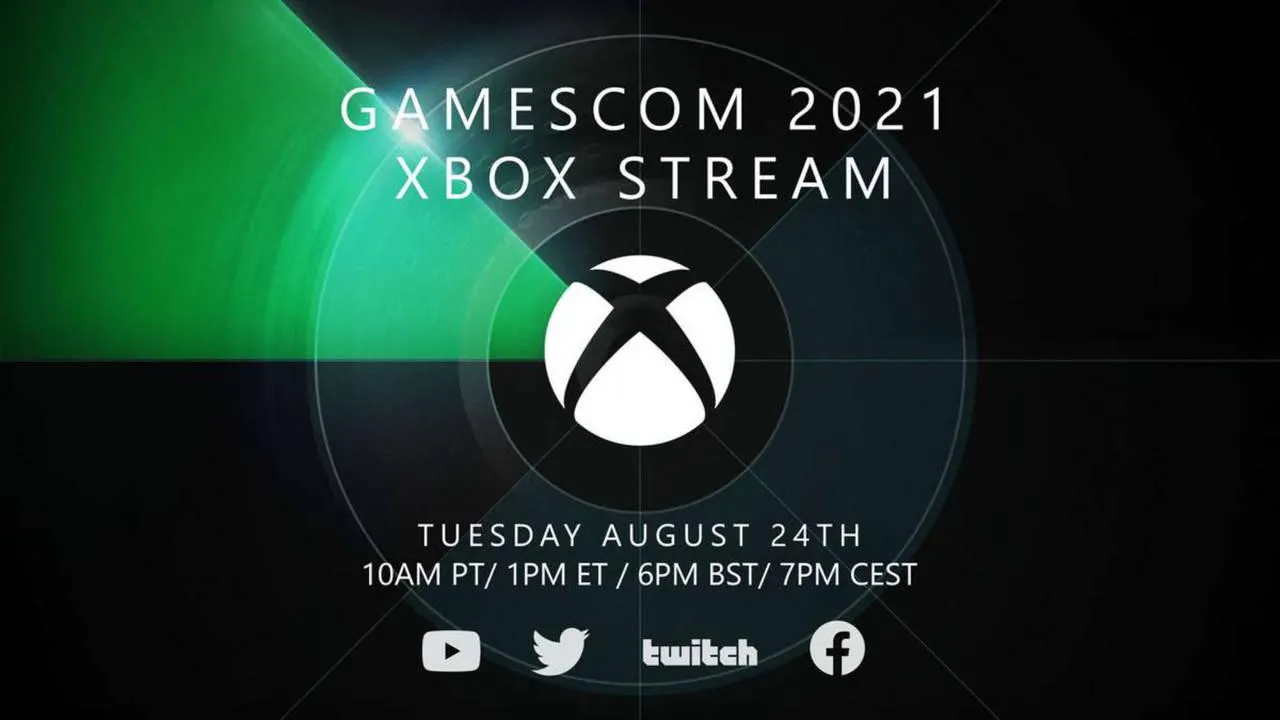 GAMESCOM 2021
XBOX STREAM
TUESDAY AUGUST 24TH
10AM PT/ 1PM ET / 6PM BST/ 7PM CEST
twitch